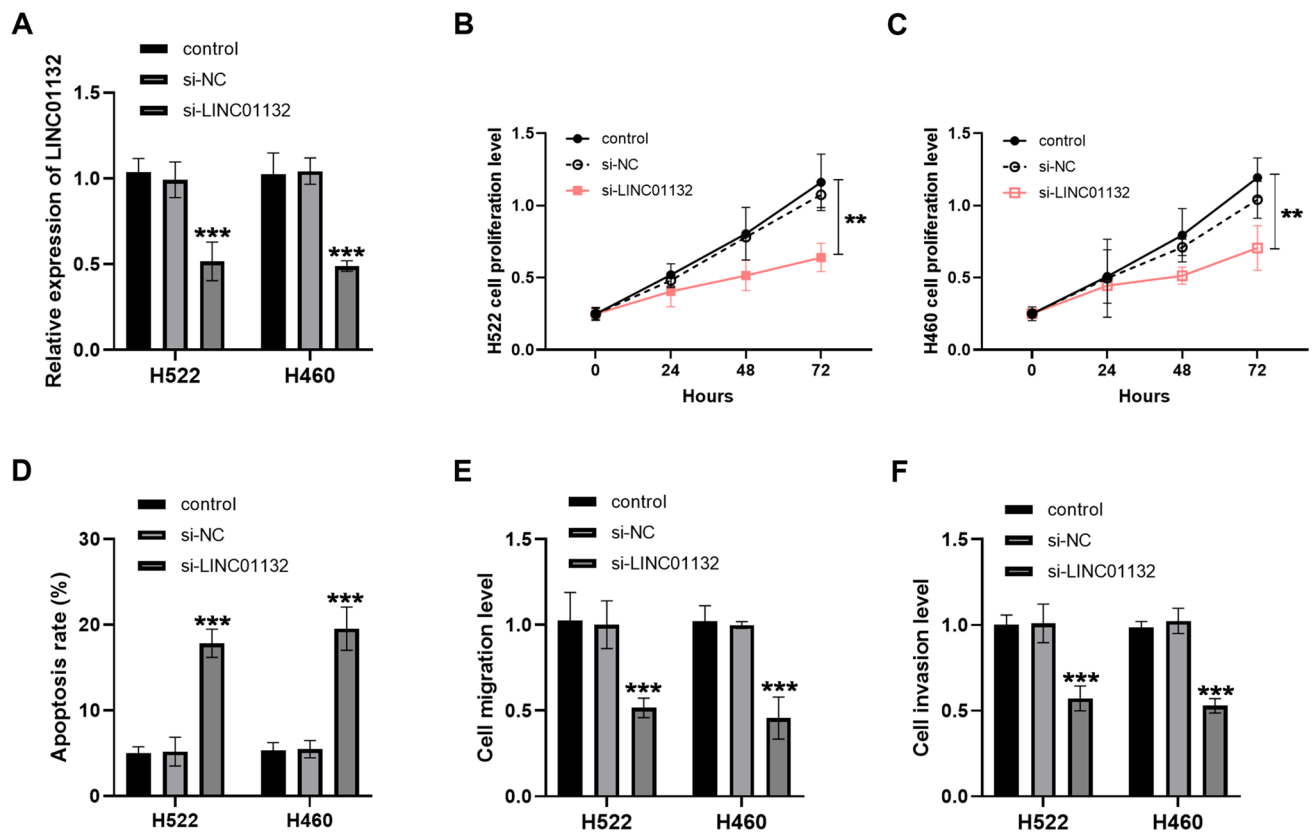 A
control
si-NC
si-LINC01132
Relative expression of LINC01132
1.5
1.0
0.5
0.0
***
***
H522
H460
B
control
si-NC
si-LINC01132
H522 cell proliferation level
1.5
1.0
0.5
0.0
**
0
24
48
72
Hours
C
control
si-NC
si-LINC01132
H460 cell proliferation level
1.5
1.0
0.5
0.0
**
0
24
48
72
Hours
D
control
si-NC
si-LINC01132
Apoptosis rate (%)
30
20
10
0
***
***
H522
H460
E
control
si-NC
si-LINC01132
Cell migration level
1.5
1.0
0.5
0.0
***
***
H522
H460
F
control
si-NC
si-LINC01132
Cell invasion level
1.5
1.0
0.5
0.0
***
***
H522
H460